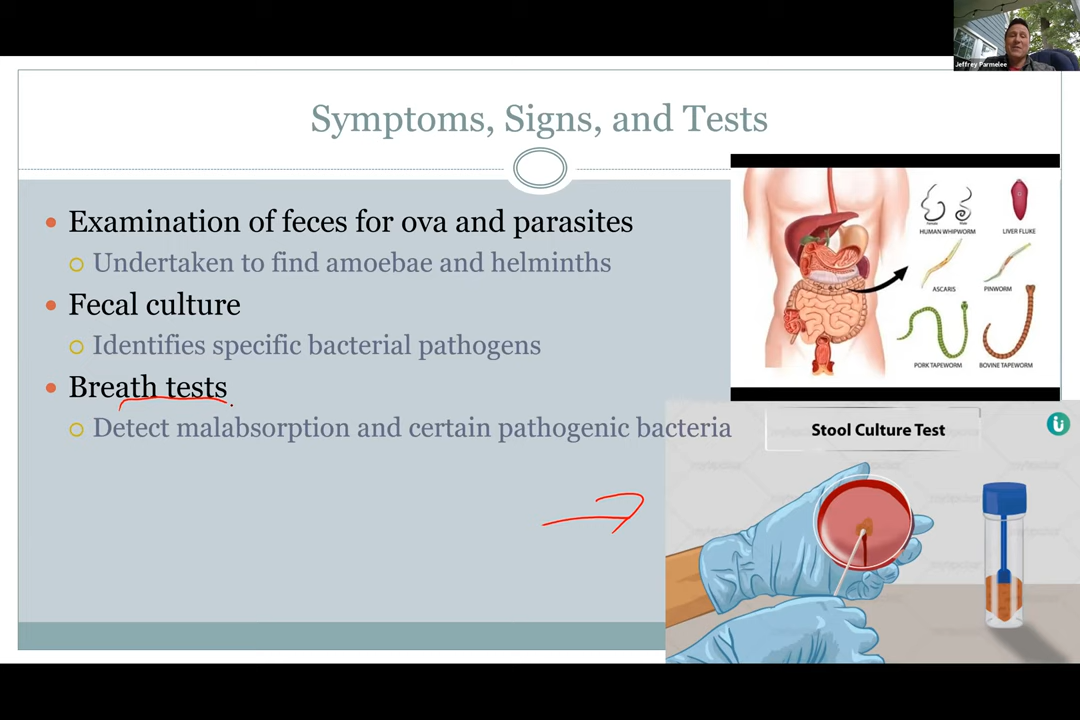 Jeffrey Parmelee
Symptoms, Signs, and Tests
Examination of feces for ova and parasites
Undertaken to find amoebae and helminths
Fecal culture
Identifies specific bacterial pathogens
Breath tests
Detect malabsorption and certain pathogenic bacteria
HUMAN WHIPWORM
LIVER FLUKE
ASCARIS
PINWORM
PORK TAPEWORM
BOVINE TAPEWORM
Stool Culture Test